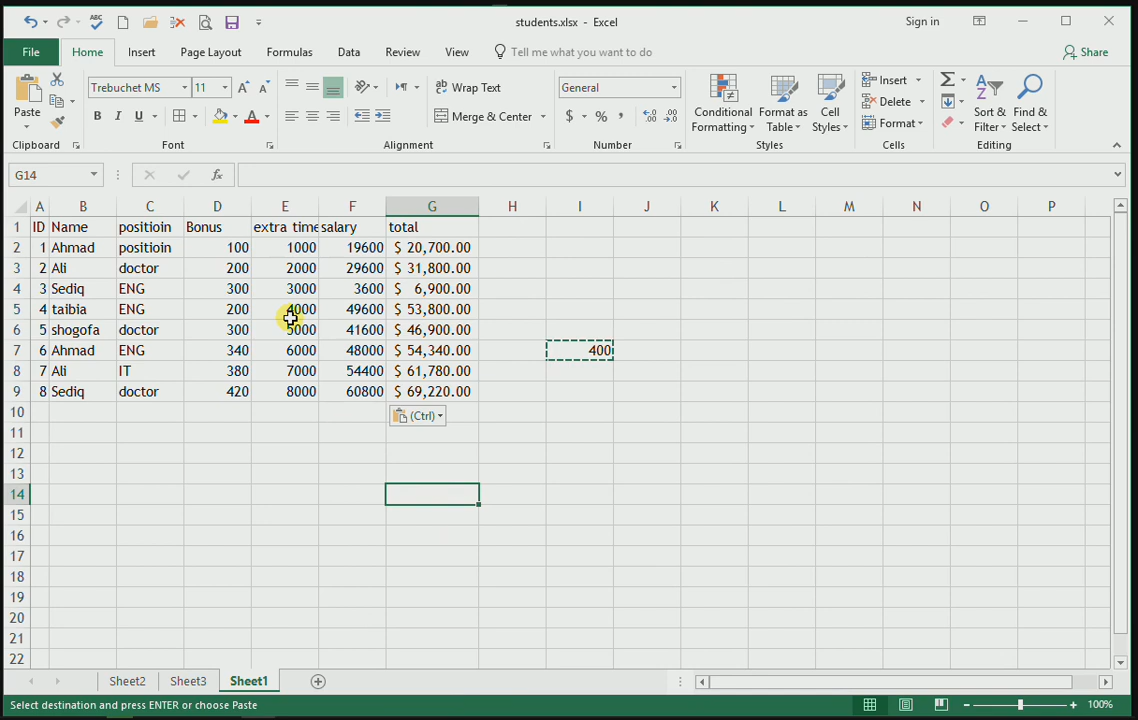 students.xlsx - Excel
Sign in
File Home Insert Page Layout Formulas Data Review View Tell me what you want to do Share
Paste
Trebuchet MS 11
B I U
Wrap Text
Merge & Center
General
$ % ,
Conditional Formatting
Format as Table
Cell Styles
Insert
Delete
Format
Sort & Filter
Find & Select
Clipboard Font Alignment Number Styles Cells Editing
G14 fx
A B C D E F G H I J K L M N O P
1 ID Name positioin Bonus extra time salary total
2 1 Ahmad positioin 100 1000 19600 $ 20,700.00
3 2 Ali doctor 200 2000 29600 $ 31,800.00
4 3 Sediq ENG 300 3000 3600 $ 6,900.00
5 4 taibia ENG 200 4000 49600 $ 53,800.00
6 5 shogofa doctor 300 5000 41600 $ 46,900.00
7 6 Ahmad ENG 340 6000 48000 $ 54,340.00 400
8 7 Ali IT 380 7000 54400 $ 61,780.00
9 8 Sediq doctor 420 8000 60800 $ 69,220.00
10 (Ctrl)
11
12
13
14
15
16
17
18
19
20
21
22
Sheet2 Sheet3 Sheet1
Select destination and press ENTER or choose Paste
100%